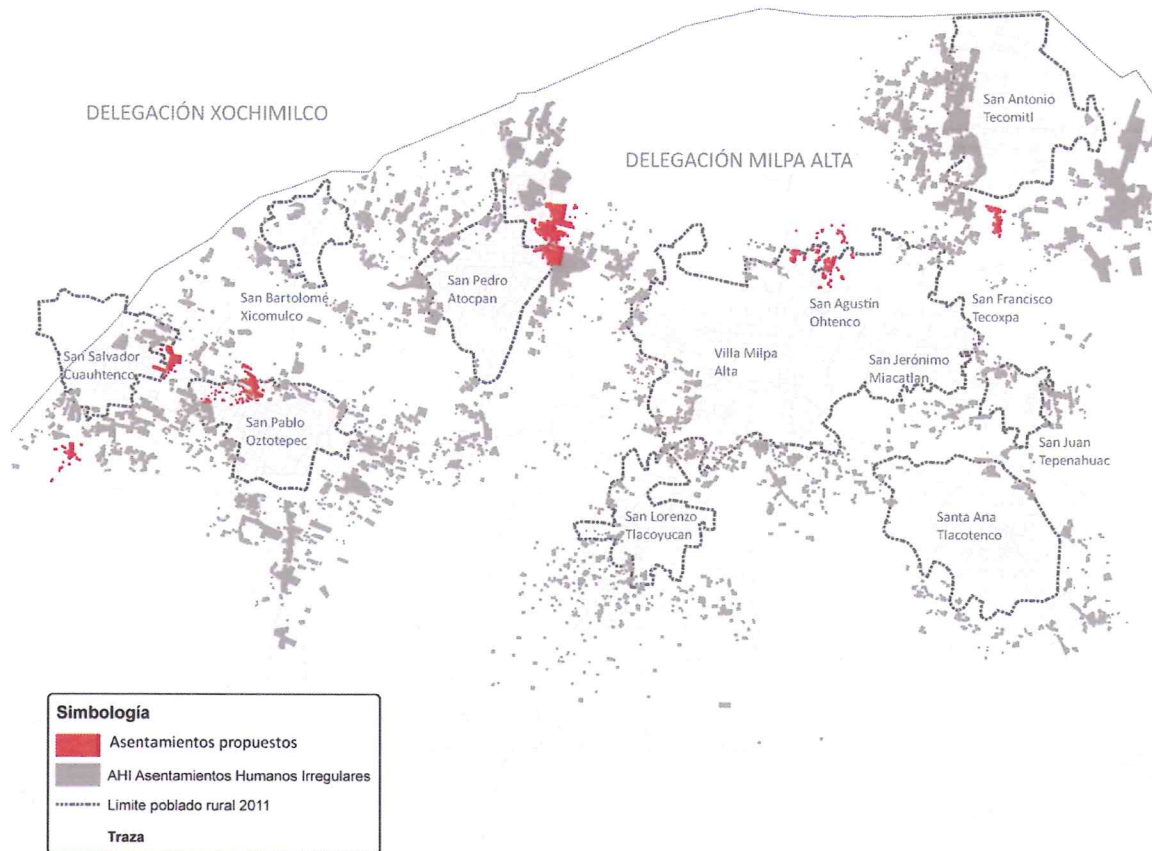 DELEGACIÓN XOCHIMILCO
DELEGACIÓN MILPA ALTA
San Antonio
Tecomitl
San Pedro
Atocpan
San Bartolomé
Xicomulco
San Agustín
Ohtenco
San Francisco
Tecoxpa
San Salvador
Cuauhtenco
Villa Milpa
Alta
San Jerónimo
Miacatlan
San Pablo
Oztotepec
San Juan
Tepenahuac
San Lorenzo
Tlacoyucan
Santa Ana
Tlacotenco
Simbología
Asentamientos propuestos
AHI Asentamientos Humanos Irregulares
Limite poblado rural 2011
Traza